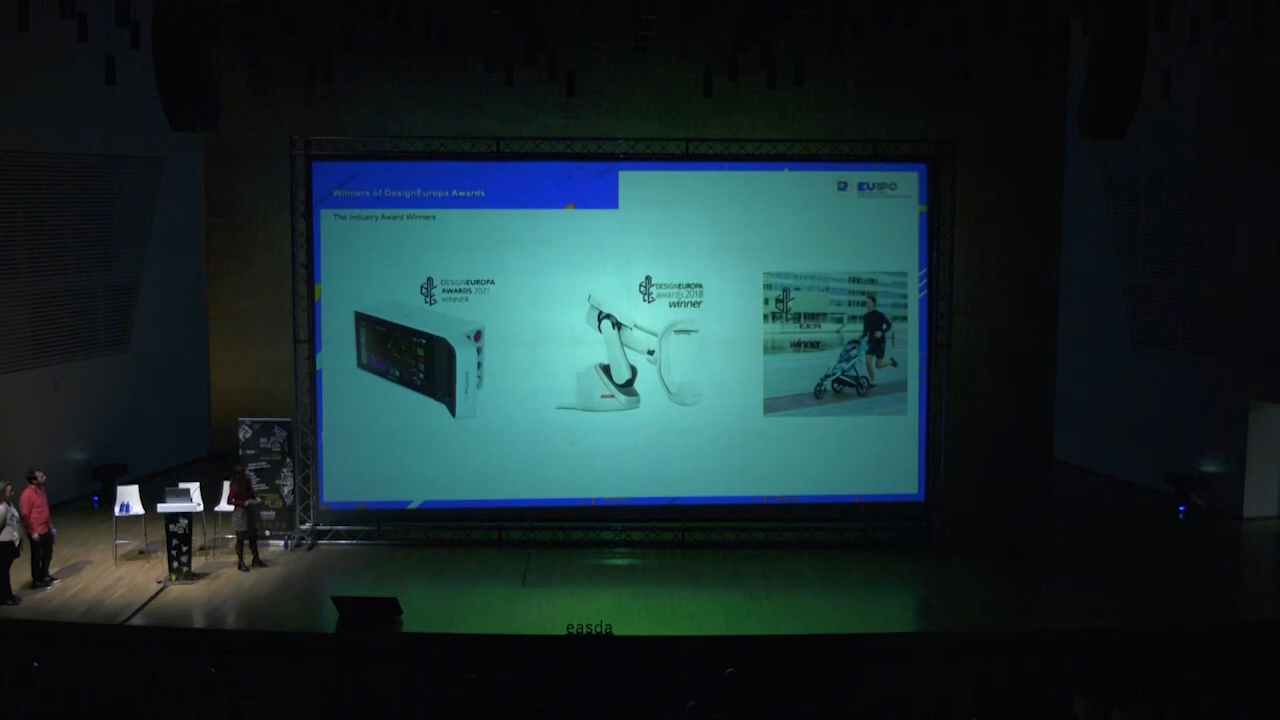 Winners of DesignEuropa Awards
EUIPO
The Industry Award Winners
DESIGNEUROPA
AWARDS 2021
WINNER
DESIGNEUROPA
awards 2018
winner
EUROPA
winner
easda